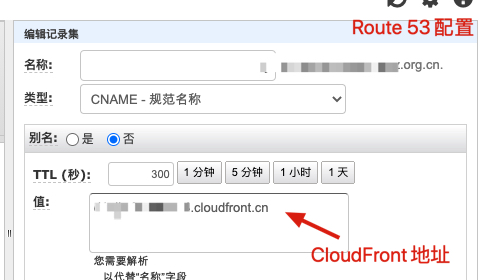 Route 53 配置
编辑记录集
名称:
.org.cn.
类型:
CNAME - 规范名称
别名: 是 否
TTL (秒): 300 1 分钟 5 分钟 1 小时 1 天
值:
.cloudfront.cn
CloudFront 地址
您需要解析
以代替"名称"字段